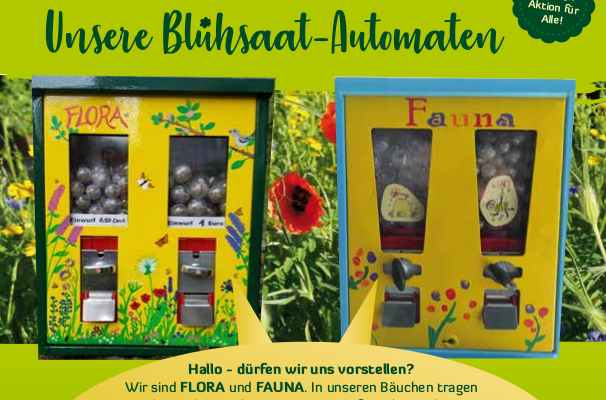 Aktion für
Alle!
Unsere Blühsaat-Automaten
FLORA
Fauna
Einwurf 0,50 Cent
Einwurf 1 Euro
Hallo - dürfen wir uns vorstellen?
Wir sind FLORA und FAUNA. In unseren Bäuchen tragen